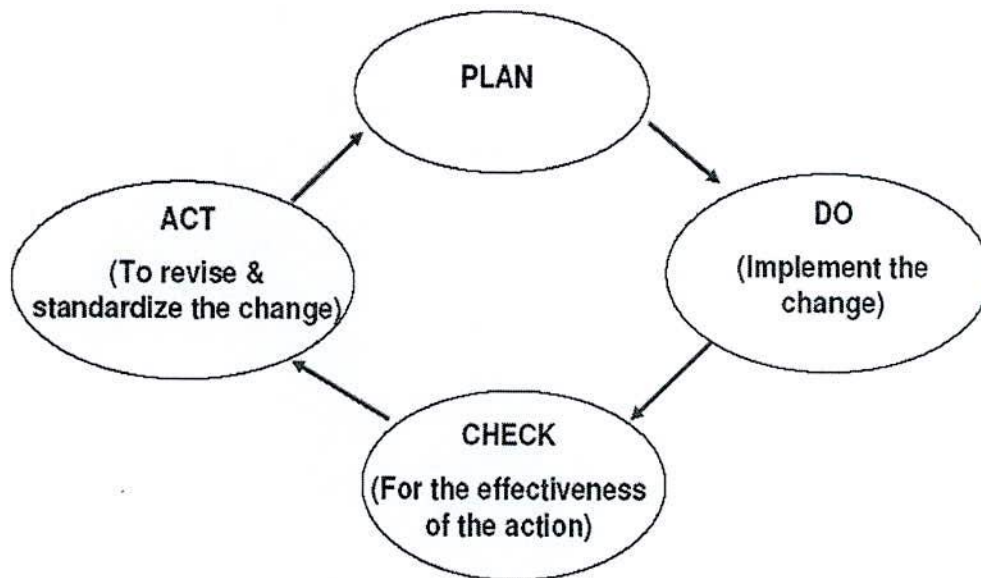 PLAN
DO
(Implement the
change)
CHECK
(For the effectiveness
of the action)
ACT
(To revise &
standardize the change)